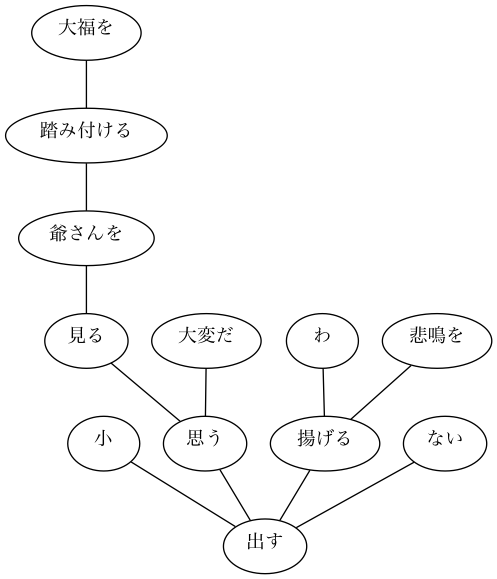 大福を
踏み付ける
爺さんを
見る
大変だ
わ
悲鳴を
小
思う
揚げる
ない
出す